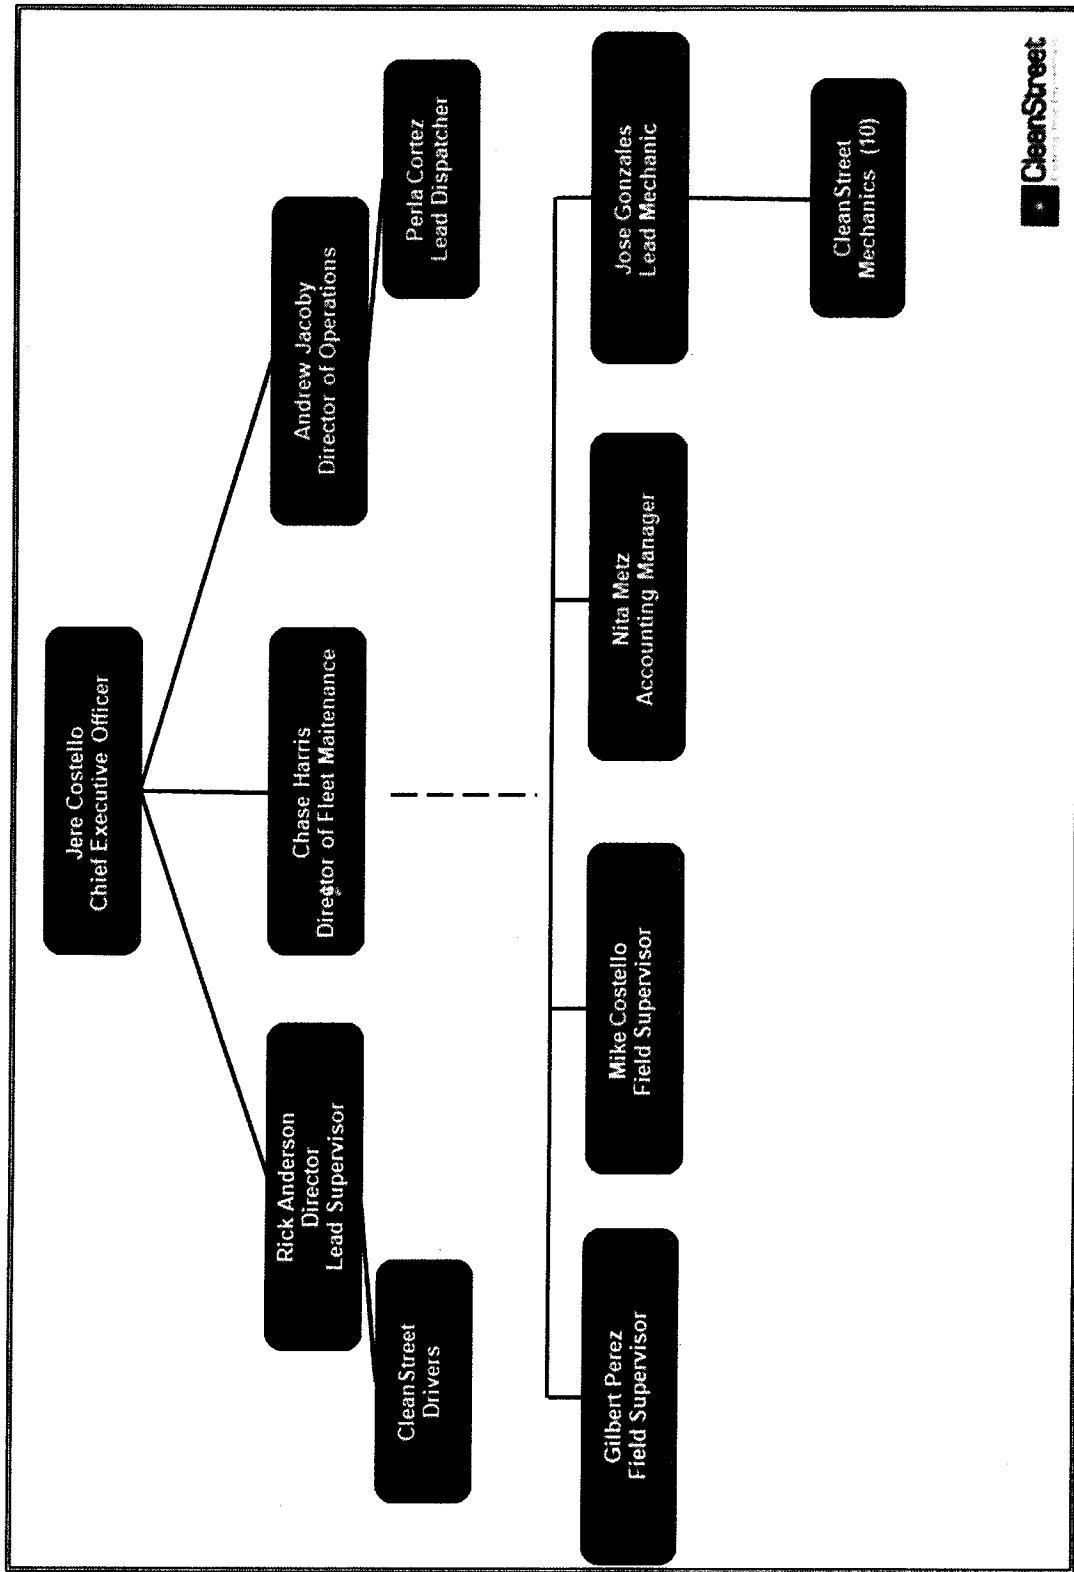 Jere Costello
Chief Executive Officer
Rick Anderson
Director
Lead Supervisor
Chase Harris
Director of Fleet Maitenance
Andrew Jacoby
Director of Operations
CleanStreet
Drivers
Perla Cortez
Lead Dispatcher
Gilbert Perez
Field Supervisor
Mike Costello
Field Supervisor
Nita Metz
Accounting Manager
Jose Gonzales
Lead Mechanic
CleanStreet
Mechanics (10)
CleanStreet